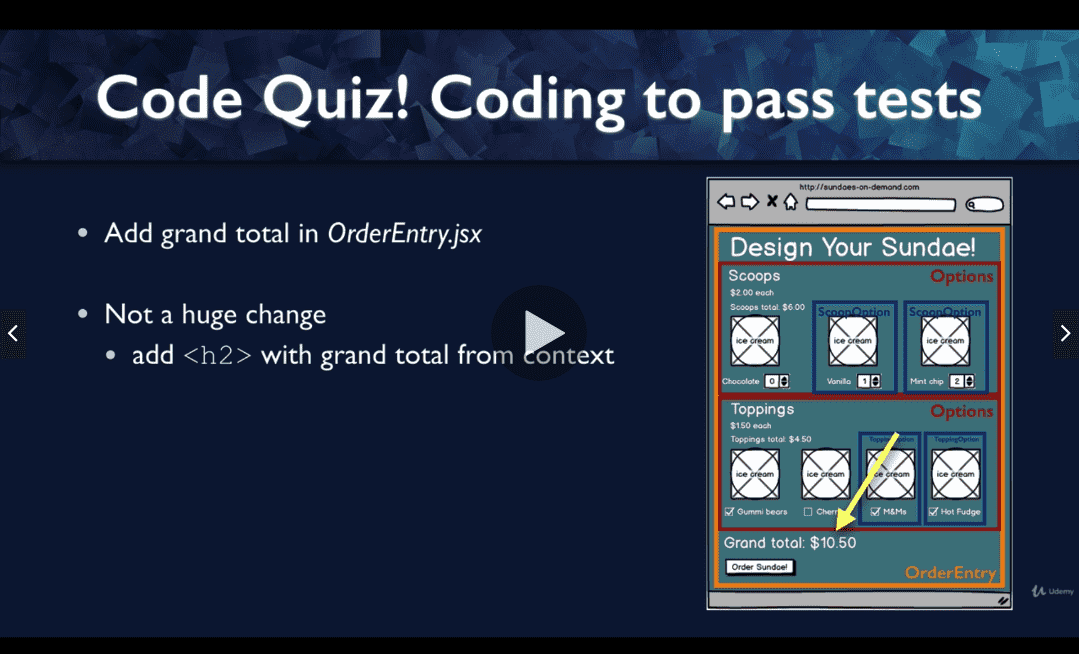 Code Quiz! Coding to pass tests
• Add grand total in OrderEntry.jsx
• Not a huge change
• add <h2> with grand total from context
http://sundaes-on-demand.com
Design Your Sundae!
Scoops
Options
$2.00 each
Scoops total: $6.00
ScoopOption
ScoopOption
ice cream
ice cream
ice cream
Chocolate 0
Vanilla 1
Mint chip 2
Toppings
Options
$1.50 each
Toppings total: $4.50
ToppingOption
ToppingOption
ice cream
ice cream
ice cream
ice cream
Gummi bears
M&Ms
Hot Fudge
Grand total: $10.50
Order Sundae!
OrderEntry
Udemy